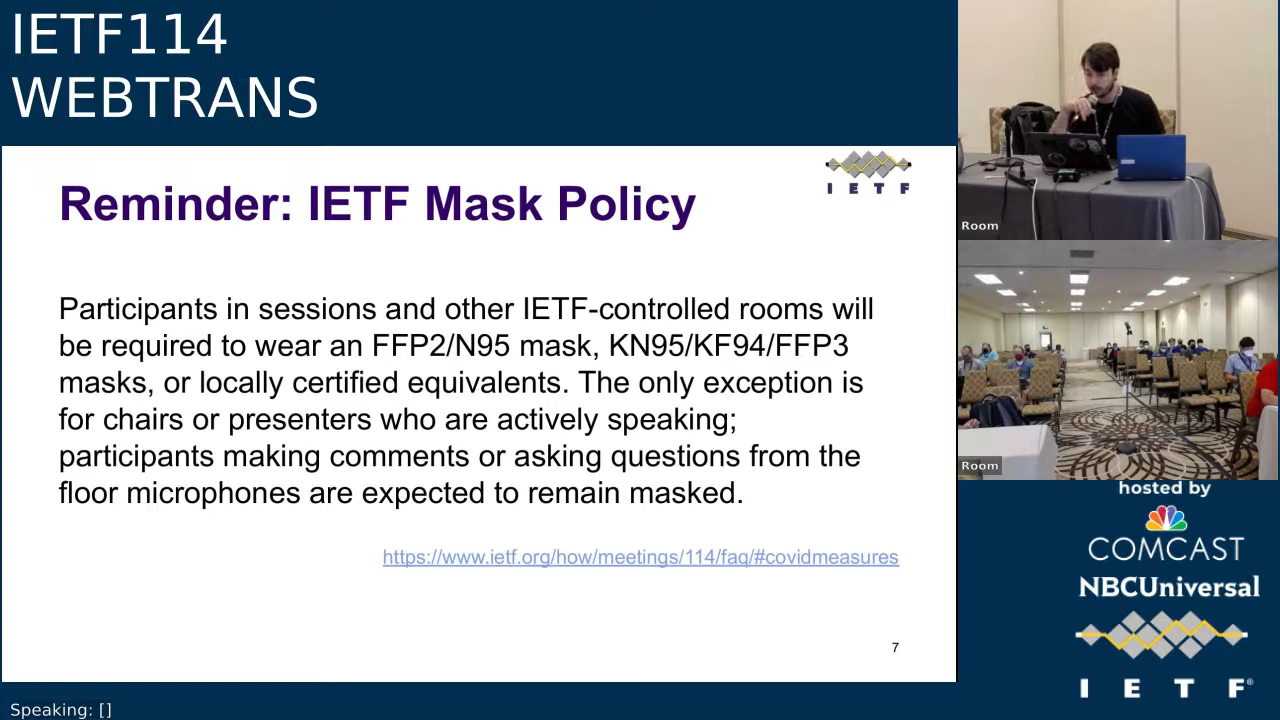 IETF114
WEBTRANS
I E T F
Reminder: IETF Mask Policy
Participants in sessions and other IETF-controlled rooms will
be required to wear an FFP2/N95 mask, KN95/KF94/FFP3
masks, or locally certified equivalents. The only exception is
for chairs or presenters who are actively speaking;
participants making comments or asking questions from the
floor microphones are expected to remain masked.
https://www.ietf.org/how/meetings/114/faq/#covidmeasures
7
Speaking: []
Room
Room
hosted by
COMCAST
NBCUniversal
I E T F®